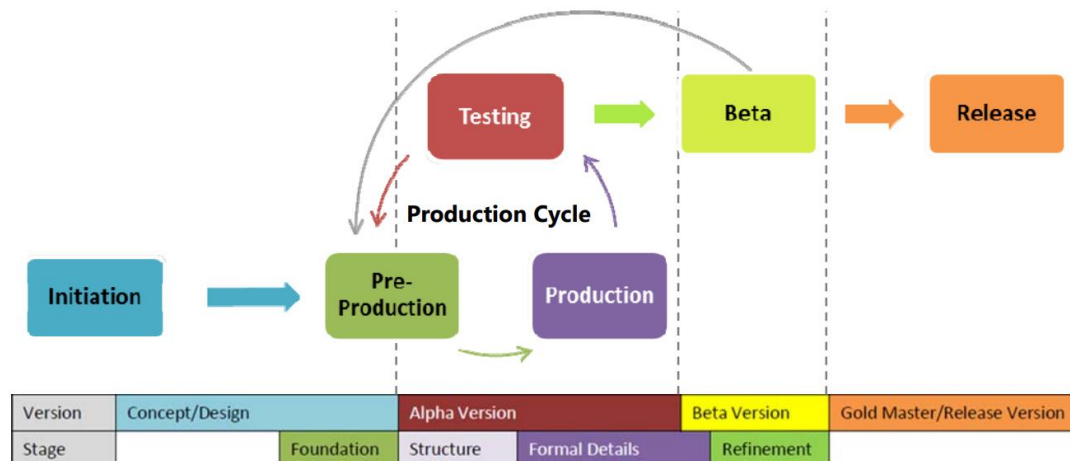 Testing
Beta
Release
Production Cycle
Initiation
Pre-
Production
Production
Version
Concept/Design
Alpha Version
Beta Version
Gold Master/Release Version
Stage
Foundation
Structure
Formal Details
Refinement